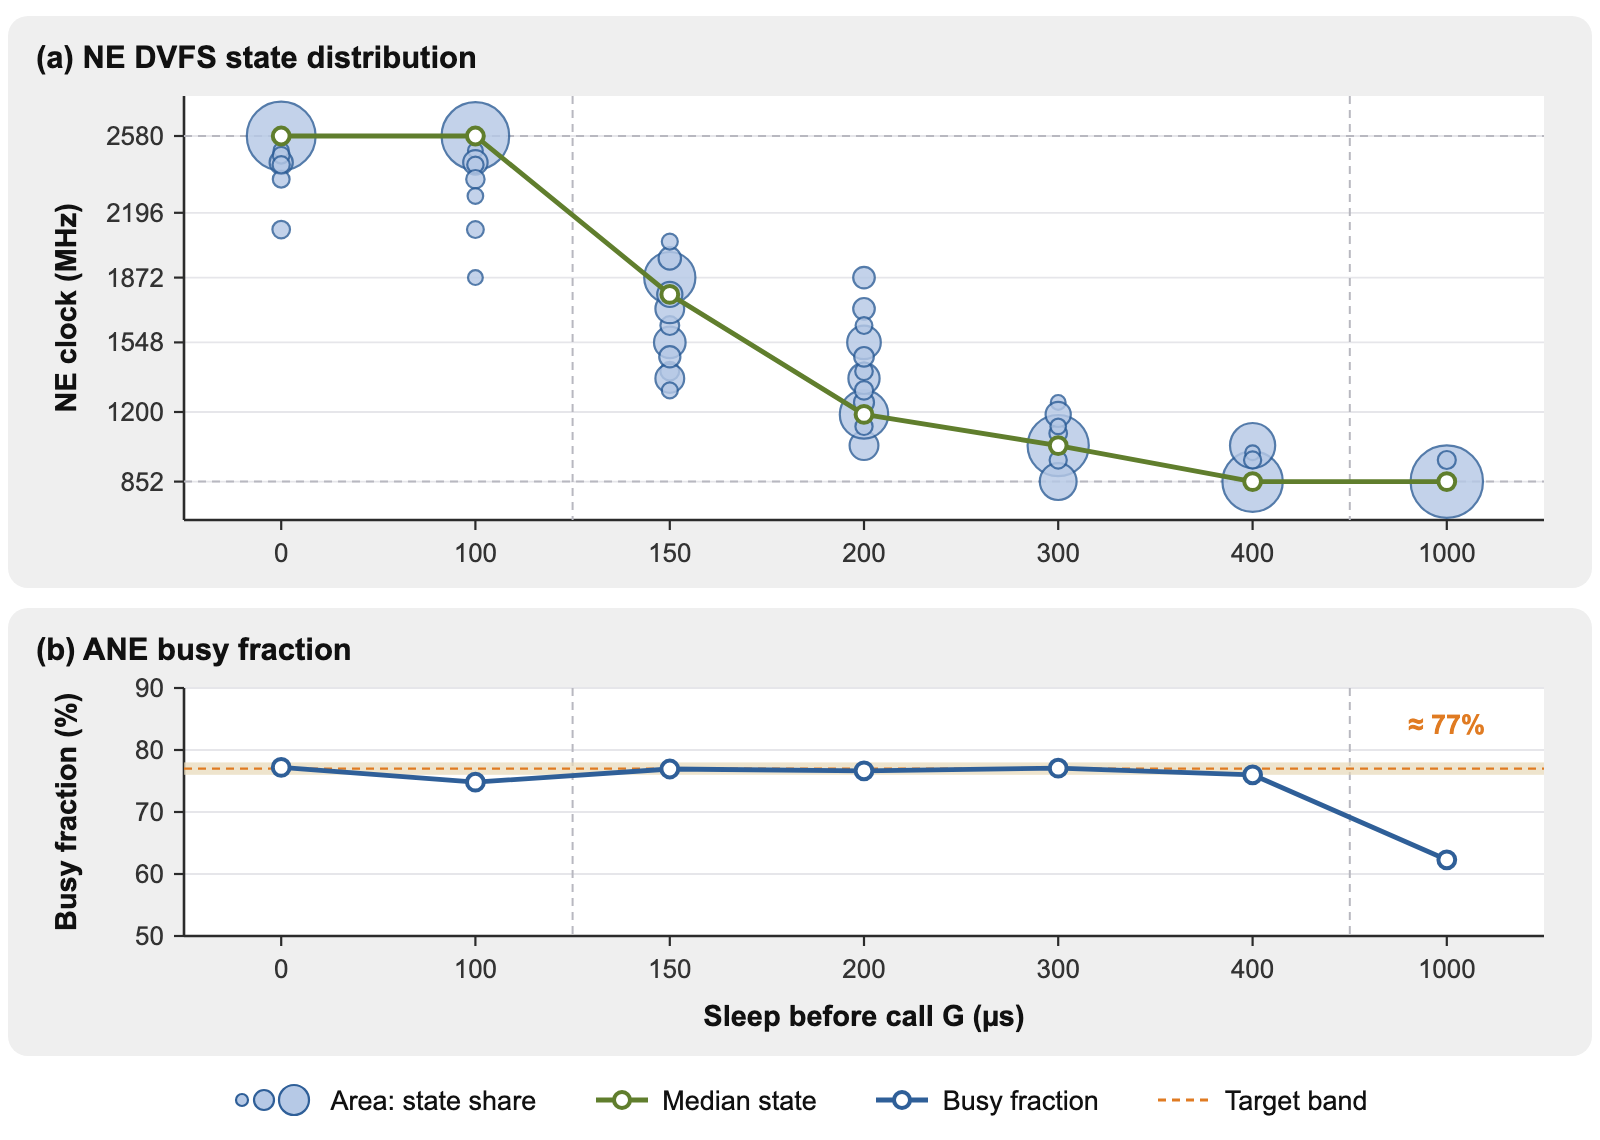 (a) NE DVFS state distribution
NE clock (MHz)
2580
2196
1872
1548
1200
852
0 100 150 200 300 400 1000
(b) ANE busy fraction
Busy fraction (%)
90
80
70
60
50
≈ 77%
0 100 150 200 300 400 1000
Sleep before call G (µs)
Area: state share Median state Busy fraction Target band